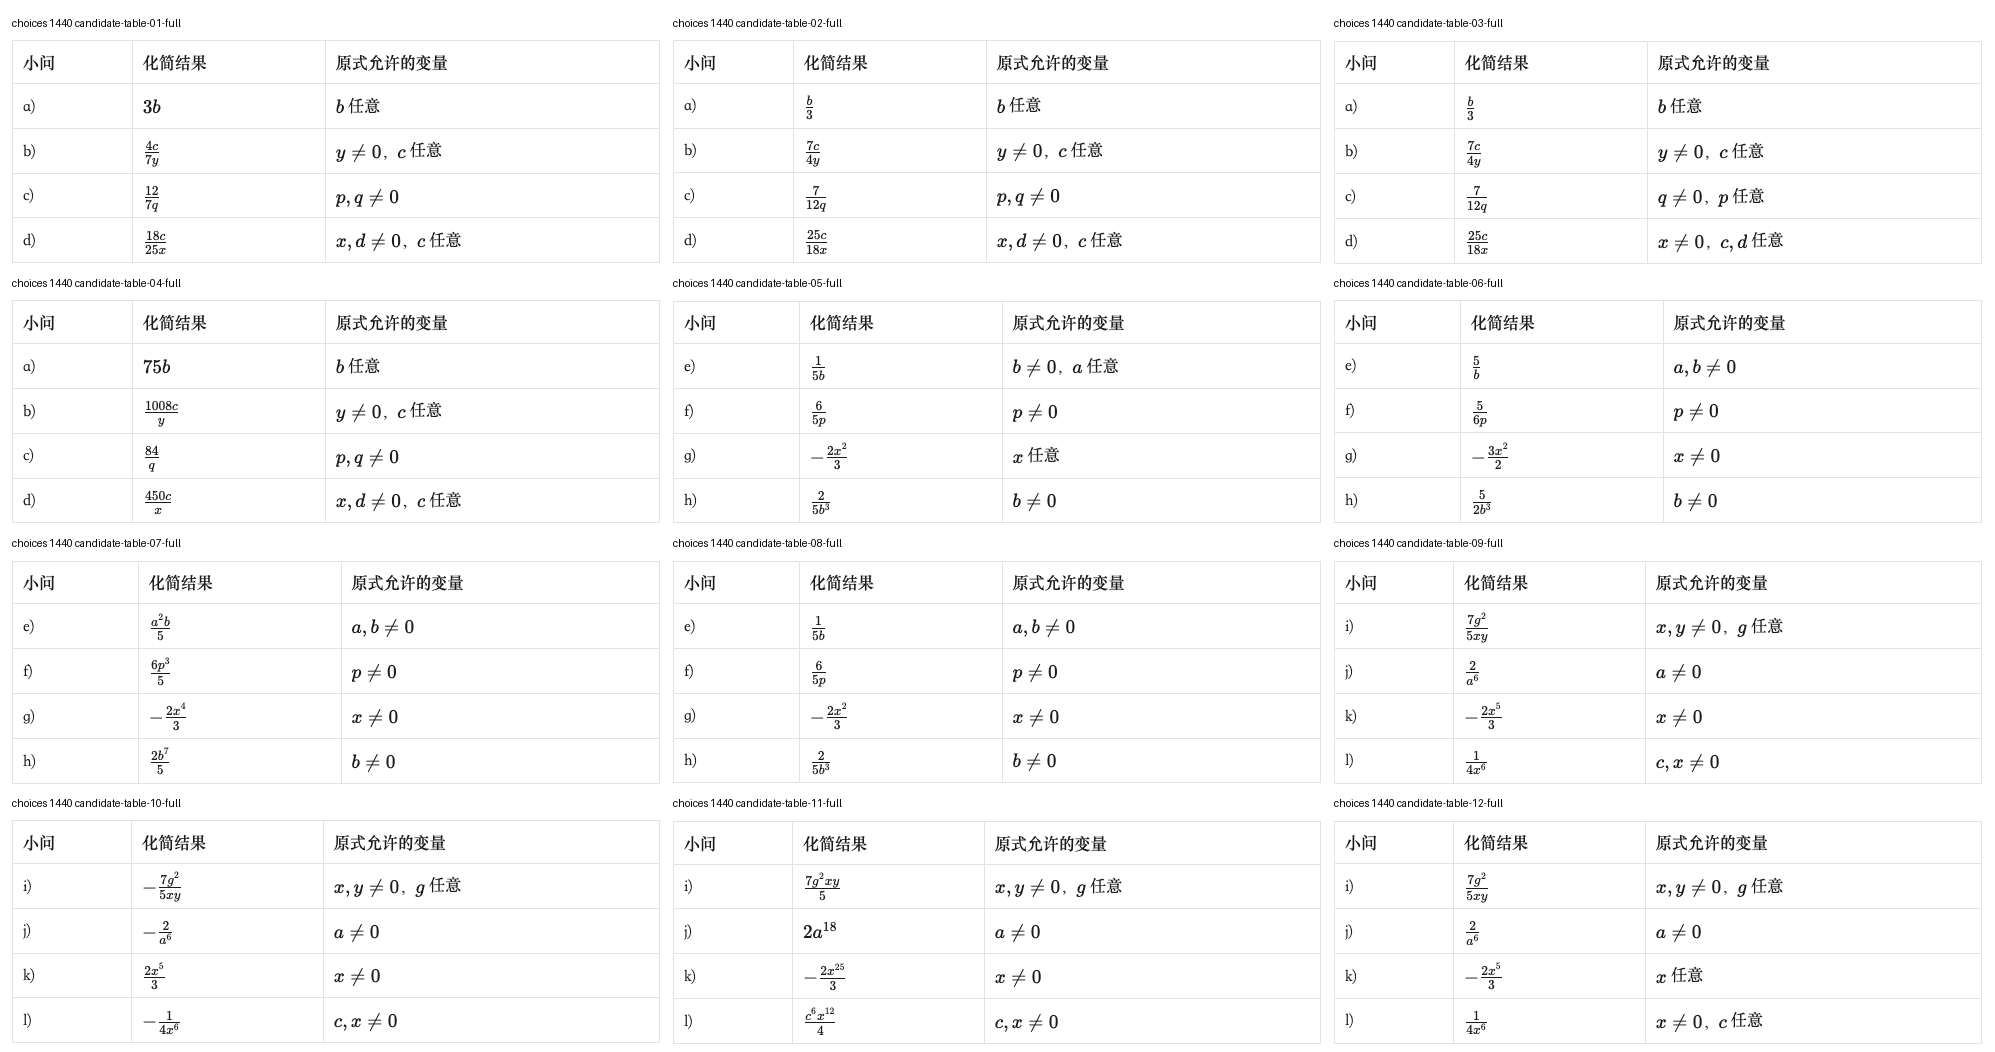 choices 1440 candidate-table-01-full
小问 化简结果 原式允许的变量
a) 3b b 任意
b) 4c/7y y ≠ 0, c 任意
c) 12/7q p, q ≠ 0
d) 18c/25x x, d ≠ 0, c 任意
choices 1440 candidate-table-02-full
小问 化简结果 原式允许的变量
a) b/3 b 任意
b) 7c/4y y ≠ 0, c 任意
c) 7/12q p, q ≠ 0
d) 25c/18x x, d ≠ 0, c 任意
choices 1440 candidate-table-03-full
小问 化简结果 原式允许的变量
a) b/3 b 任意
b) 7c/4y y ≠ 0, c 任意
c) 7/12q q ≠ 0, p 任意
d) 25c/18x x ≠ 0, c, d 任意
choices 1440 candidate-table-04-full
小问 化简结果 原式允许的变量
a) 75b b 任意
b) 1008c/y y ≠ 0, c 任意
c) 84/q p, q ≠ 0
d) 450c/x x, d ≠ 0, c 任意
choices 1440 candidate-table-05-full
小问 化简结果 原式允许的变量
e) 1/5b b ≠ 0, a 任意
f) 6/5p p ≠ 0
g) −2x²/3 x 任意
h) 2/5b³ b ≠ 0
choices 1440 candidate-table-06-full
小问 化简结果 原式允许的变量
e) 5/b a, b ≠ 0
f) 5/6p p ≠ 0
g) −3x²/2 x ≠ 0
h) 5/2b³ b ≠ 0
choices 1440 candidate-table-07-full
小问 化简结果 原式允许的变量
e) a²b/5 a, b ≠ 0
f) 6p³/5 p ≠ 0
g) −2x⁴/3 x ≠ 0
h) 2b⁷/5 b ≠ 0
choices 1440 candidate-table-08-full
小问 化简结果 原式允许的变量
e) 1/5b a, b ≠ 0
f) 6/5p p ≠ 0
g) −2x²/3 x ≠ 0
h) 2/5b³ b ≠ 0
choices 1440 candidate-table-09-full
小问 化简结果 原式允许的变量
i) 7g²/5xy x, y ≠ 0, g 任意
j) 2/a⁶ a ≠ 0
k) −2x⁵/3 x ≠ 0
l) 1/4x⁶ c, x ≠ 0
choices 1440 candidate-table-10-full
小问 化简结果 原式允许的变量
i) −7g²/5xy x, y ≠ 0, g 任意
j) −2/a⁶ a ≠ 0
k) 2x⁵/3 x ≠ 0
l) −1/4x⁶ c, x ≠ 0
choices 1440 candidate-table-11-full
小问 化简结果 原式允许的变量
i) 7g²xy/5 x, y ≠ 0, g 任意
j) 2a¹⁸ a ≠ 0
k) −2x²⁵/3 x ≠ 0
l) c⁶x¹²/4 c, x ≠ 0
choices 1440 candidate-table-12-full
小问 化简结果 原式允许的变量
i) 7g²/5xy x, y ≠ 0, g 任意
j) 2/a⁶ a ≠ 0
k) −2x⁵/3 x 任意
l) 1/4x⁶ x ≠ 0, c 任意